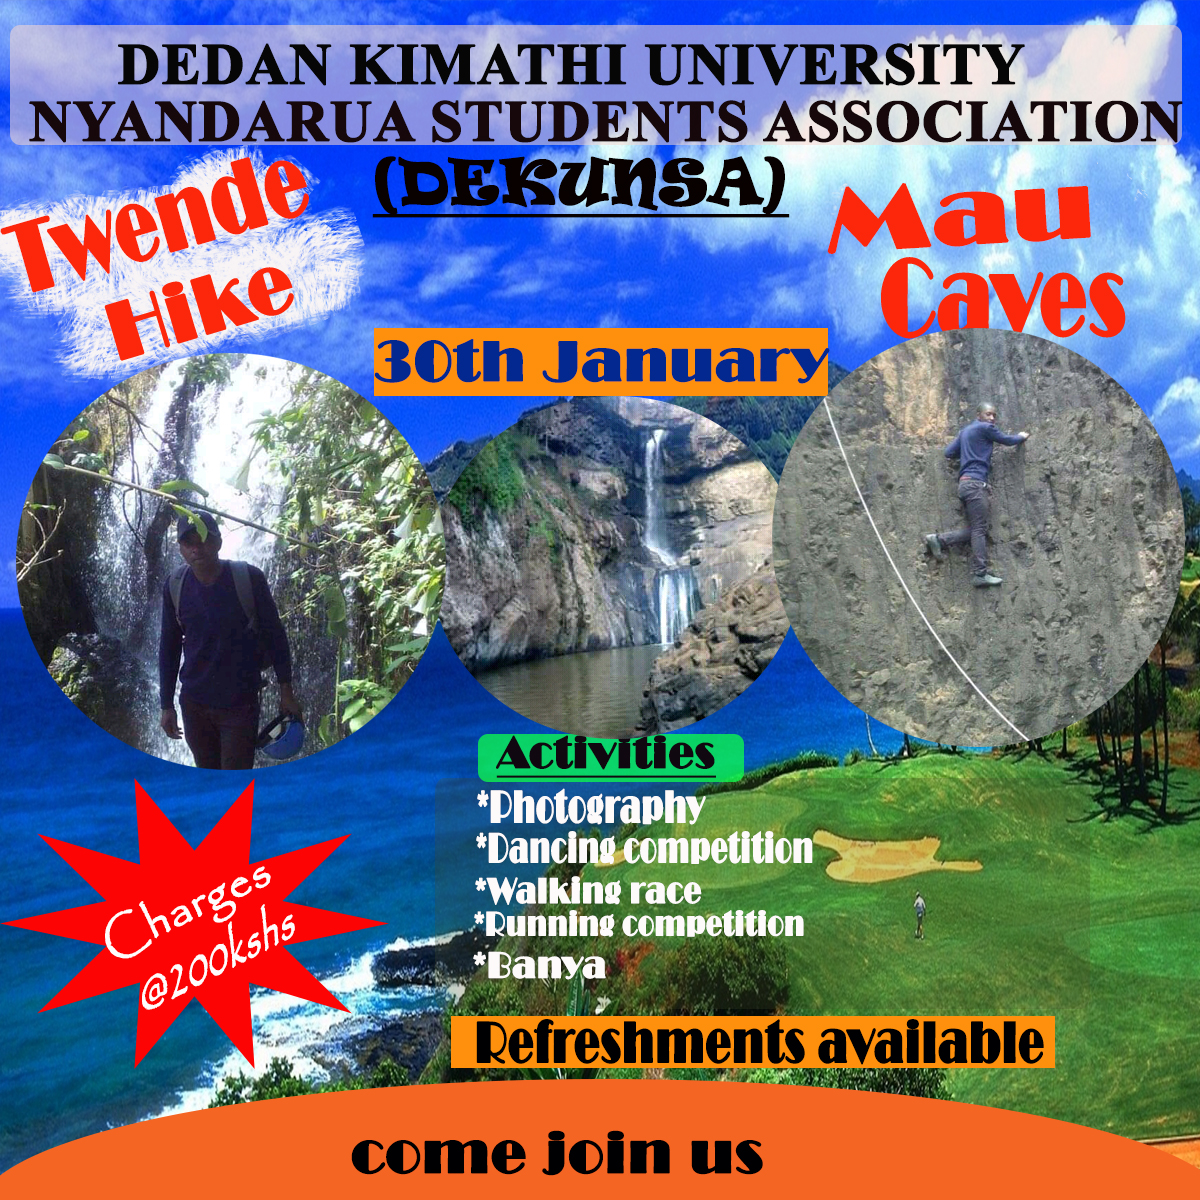 DEDAN KIMATHI UNIVERSITY
NYANDARUA STUDENTS ASSOCIATION
(DEKUNSA)
Twende
Hike
Mau
Caves
30th January
Activities
*Photography
*Dancing competition
*Walking race
*Running competition
*Banya
Charges
@200kshs
Refreshments available
come join us